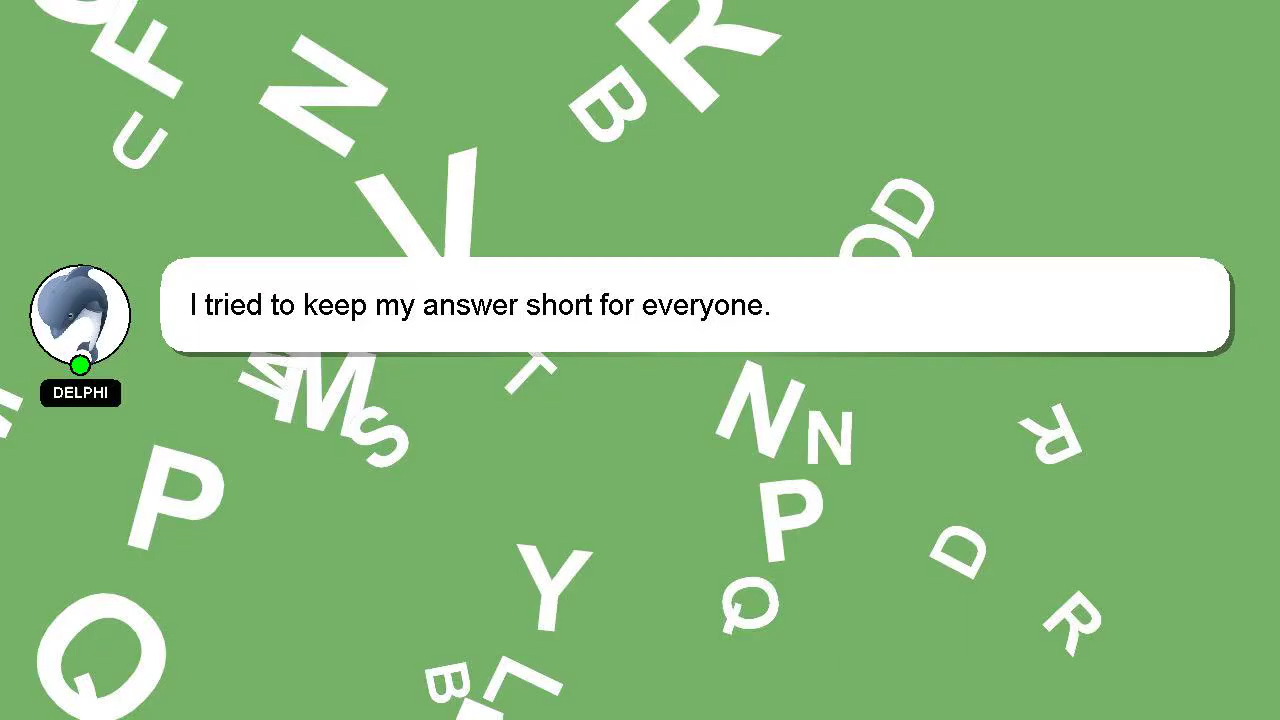 F
N
U
R
B
V
D
O
I tried to keep my answer short for everyone.
DELPHI
M
M
S
T
N
N
R
P
P
Y
D
Q
Q
R
B
L